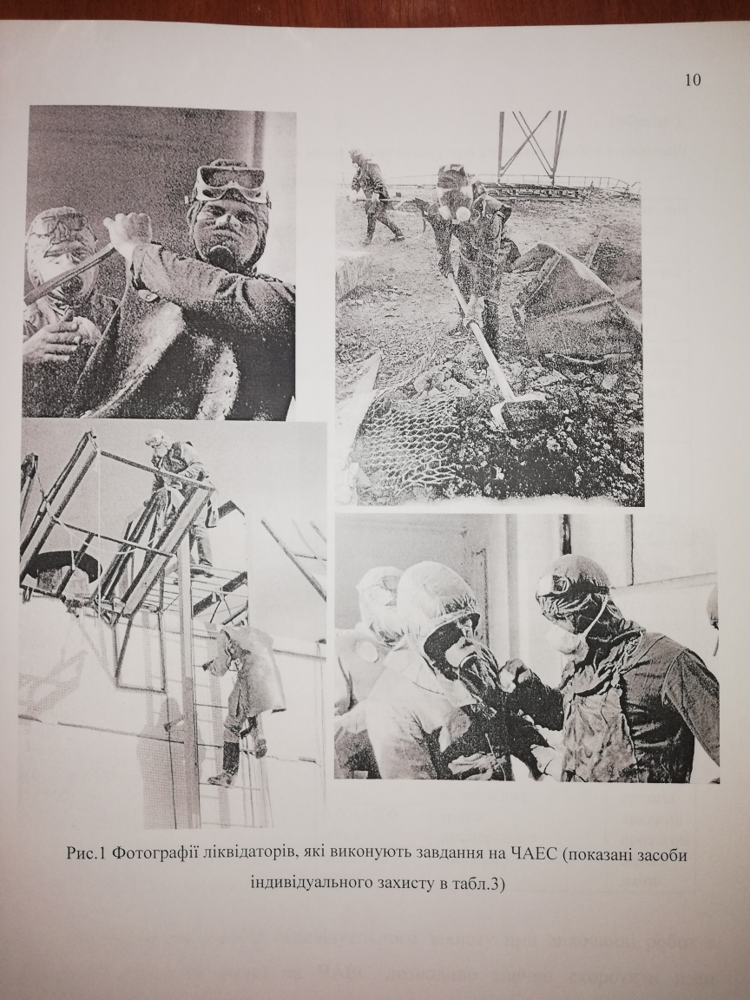 10
Рис.1 Фотографії ліквідаторів, які виконують завдання на ЧАЕС (показані засоби
індивідуального захисту в табл.3)